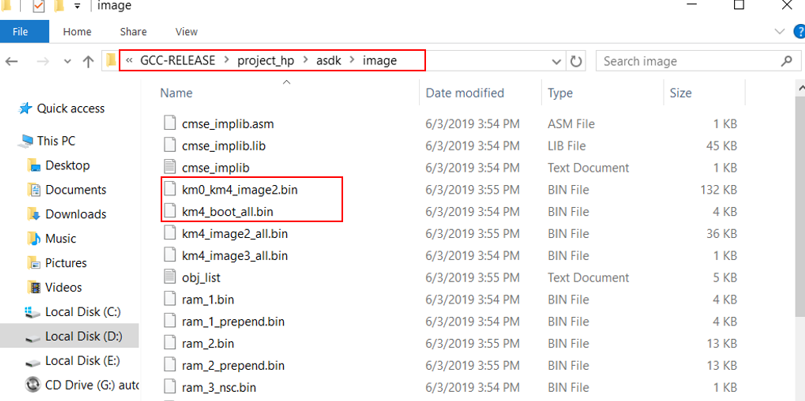 image
File Home Share View
« GCC-RELEASE > project_hp > asdk > image Search image
Name Date modified Type Size
Quick access
This PC
Desktop
Documents
Downloads
Music
Pictures
Videos
Local Disk (C:)
Local Disk (D:)
Local Disk (E:)
CD Drive (G:) auto
cmse_implib.asm 6/3/2019 3:54 PM ASM File 1 KB
cmse_implib.lib 6/3/2019 3:54 PM LIB File 45 KB
cmse_implib 6/3/2019 3:54 PM Text Document 1 KB
km0_km4_image2.bin 6/3/2019 3:55 PM BIN File 132 KB
km4_boot_all.bin 6/3/2019 3:54 PM BIN File 4 KB
km4_image2_all.bin 6/3/2019 3:55 PM BIN File 36 KB
km4_image3_all.bin 6/3/2019 3:55 PM BIN File 4 KB
obj_list 6/3/2019 3:55 PM Text Document 5 KB
ram_1.bin 6/3/2019 3:54 PM BIN File 4 KB
ram_1_prepend.bin 6/3/2019 3:54 PM BIN File 4 KB
ram_2.bin 6/3/2019 3:55 PM BIN File 13 KB
ram_2_prepend.bin 6/3/2019 3:55 PM BIN File 13 KB
ram_3_nsc.bin 6/3/2019 3:54 PM BIN File 1 KB